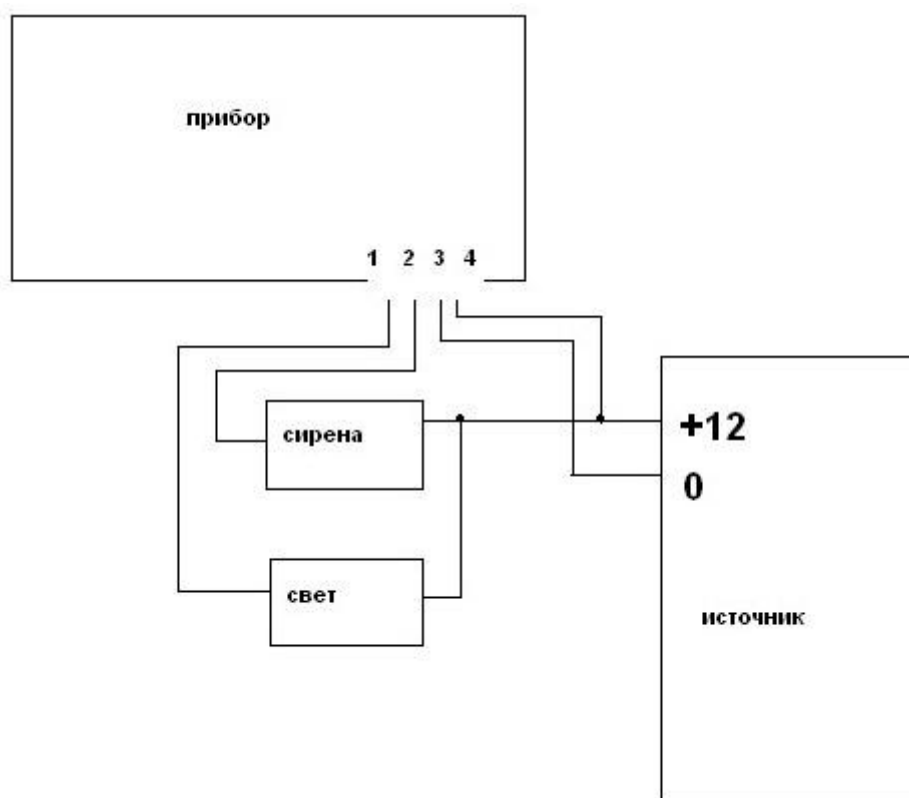 прибор
1 2 3 4
сирена
+12
0
свет
источник